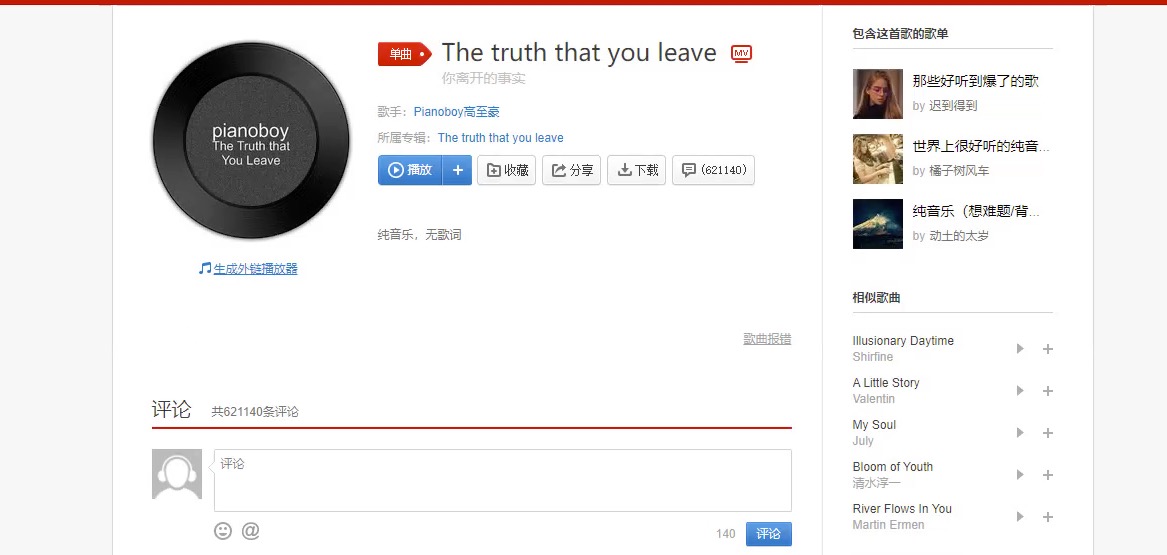 单曲
The truth that you leave
MV
你离开的事实
pianoboy
The Truth that
You Leave
歌手：Pianoboy高至豪
所属专辑：The truth that you leave
播放
收藏
分享
下载
(621140)
纯音乐，无歌词
生成外链播放器
歌曲报错
评论 共621140条评论
评论
140
评论
包含这首歌的歌单
那些好听到爆了的歌
by 迟到得到
世界上很好听的纯音...
by 橘子树风车
纯音乐（想难题/背...
by 动土的太岁
相似歌曲
Illusionary Daytime
Shirfine
A Little Story
Valentin
My Soul
July
Bloom of Youth
清水淳一
River Flows In You
Martin Ermen